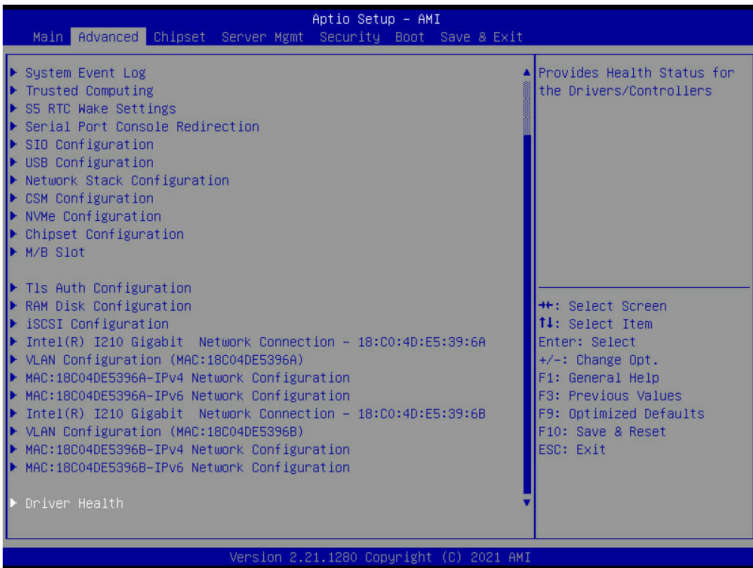 Aptio Setup – AMI
Main Advanced Chipset Server Mgmt Security Boot Save & Exit
System Event Log
Trusted Computing
S5 RTC Wake Settings
Serial Port Console Redirection
SIO Configuration
USB Configuration
Network Stack Configuration
CSM Configuration
NVMe Configuration
Chipset Configuration
M/B Slot
Tls Auth Configuration
RAM Disk Configuration
iSCSI Configuration
Intel(R) I210 Gigabit  Network Connection – 18:C0:4D:E5:39:6A
VLAN Configuration (MAC:18C04DE5396A)
MAC:18C04DE5396A-IPv4 Network Configuration
MAC:18C04DE5396A-IPv6 Network Configuration
Intel(R) I210 Gigabit  Network Connection – 18:C0:4D:E5:39:6B
VLAN Configuration (MAC:18C04DE5396B)
MAC:18C04DE5396B-IPv4 Network Configuration
MAC:18C04DE5396B-IPv6 Network Configuration
Driver Health
Provides Health Status for
the Drivers/Controllers
→←: Select Screen
↑↓: Select Item
Enter: Select
+/-: Change Opt.
F1: General Help
F3: Previous Values
F9: Optimized Defaults
F10: Save & Reset
ESC: Exit
Version 2.21.1280 Copyright (C) 2021 AMI